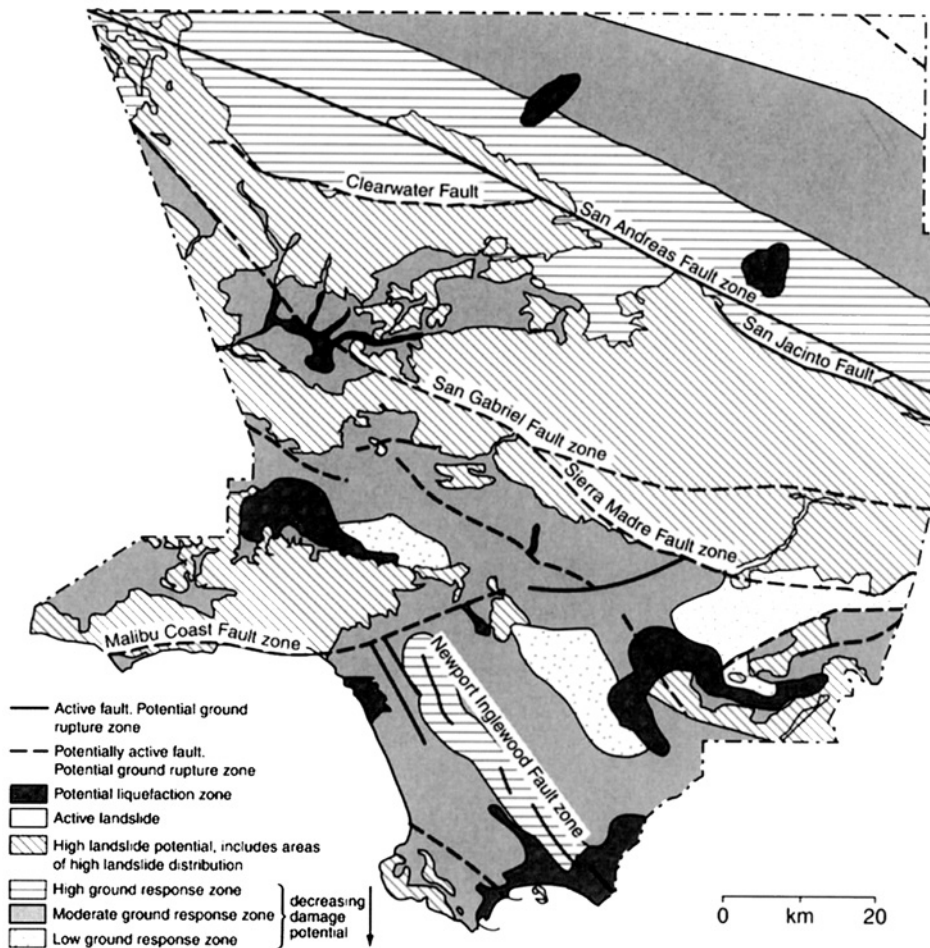 Clearwater Fault
San Andreas Fault zone
San Jacinto Fault
San Gabriel Fault zone
Sierra Madre Fault zone
Malibu Coast Fault zone
Newport Inglewood Fault zone
Active fault. Potential ground
rupture zone
Potentially active fault.
Potential ground rupture zone
Potential liquefaction zone
Active landslide
High landslide potential, includes areas
of high landslide distribution
High ground response zone
Moderate ground response zone
Low ground response zone
decreasing
damage
potential
0 km 20